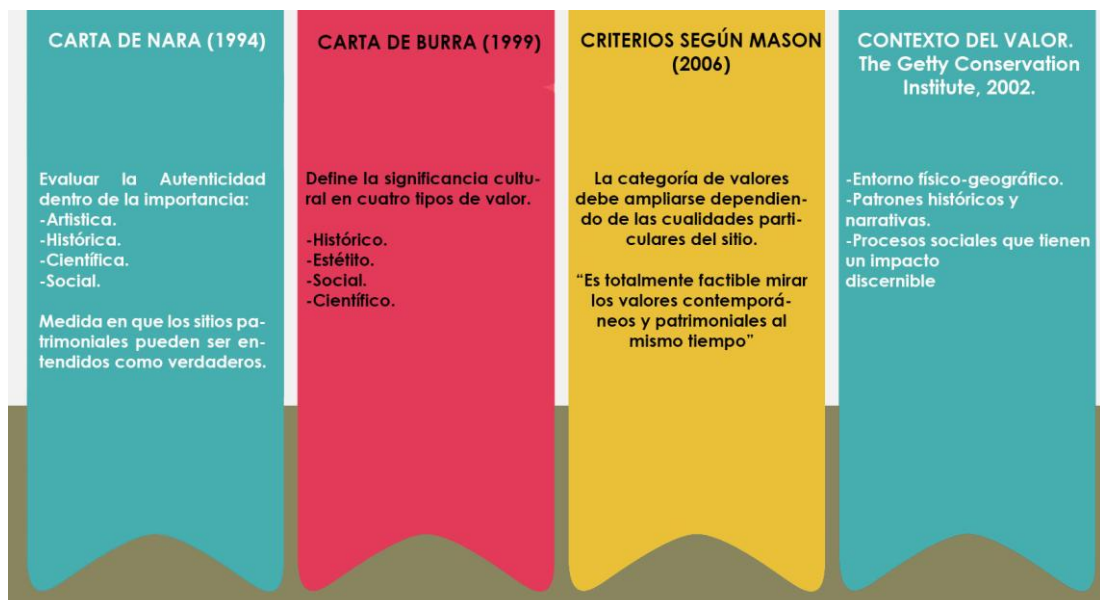 CARTA DE NARA (1994)
Evaluar la Autenticidad
dentro de la importancia:
-Artistica.
-Histórica.
-Científica.
-Social.
Medida en que los sitios pa-
trimoniales pueden ser en-
tendidos como verdaderos.
CARTA DE BURRA (1999)
Define la significancia cultu-
ral en cuatro tipos de valor.
-Histórico.
-Estétito.
-Social.
-Científico.
CRITERIOS SEGÚN MASON
(2006)
La categoría de valores
debe ampliarse dependien-
do de las cualidades parti-
culares del sitio.
“Es totalmente factible mirar
los valores contemporá-
neos y patrimoniales al
mismo tiempo”
CONTEXTO DEL VALOR.
The Getty Conservation
Institute, 2002.
-Entorno físico-geográfico.
-Patrones históricos y
narrativas.
-Procesos sociales que tienen
un impacto
discernible